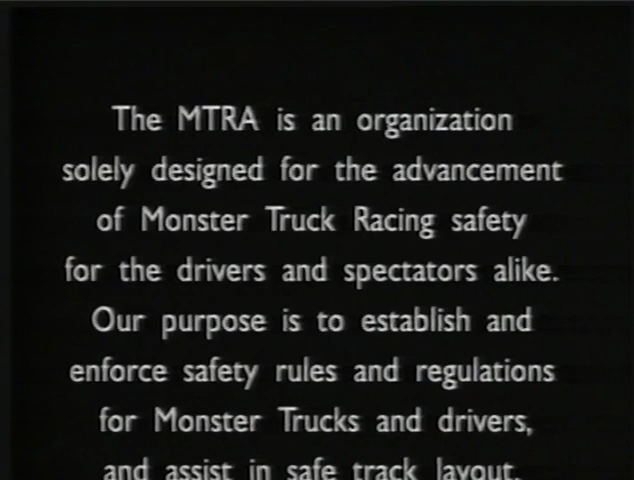 The MTRA is an organization
solely designed for the advancement
of Monster Truck Racing safety
for the drivers and spectators alike.
Our purpose is to establish and
enforce safety rules and regulations
for Monster Trucks and drivers,
and assist in safe track layout.